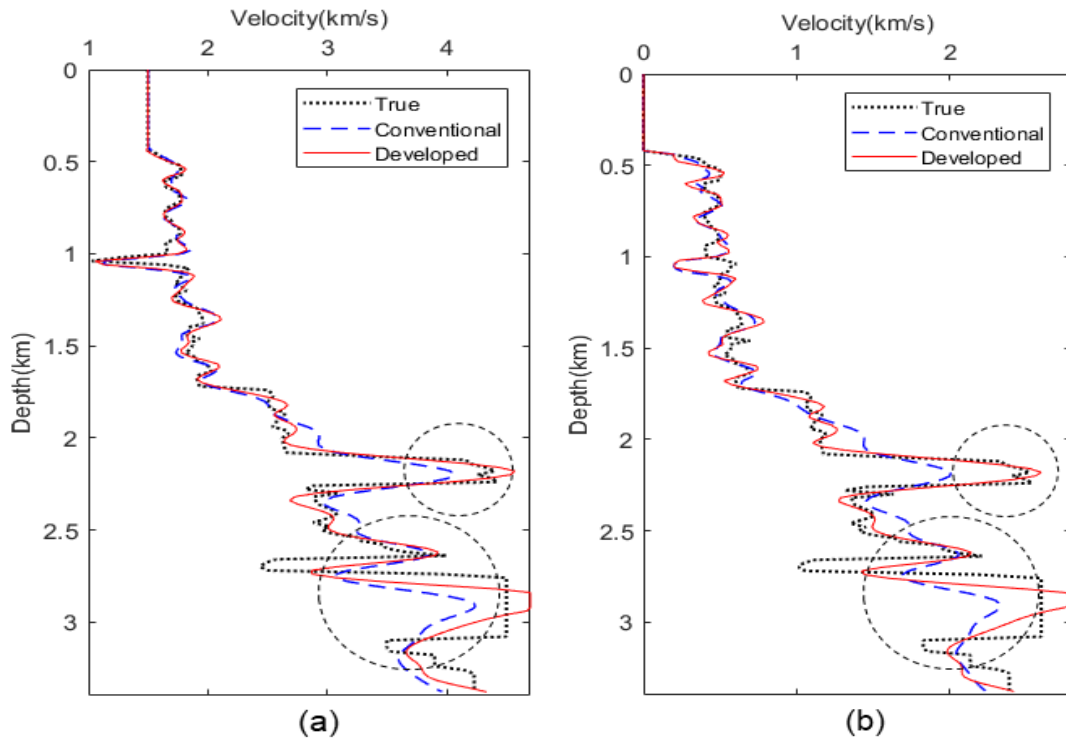 Velocity(km/s)
1 2 3 4
0
0.5
1
1.5
2
2.5
3
Depth(km)
True
Conventional
Developed
(a)
Velocity(km/s)
0 1 2
0
0.5
1
1.5
2
2.5
3
Depth(km)
True
Conventional
Developed
(b)